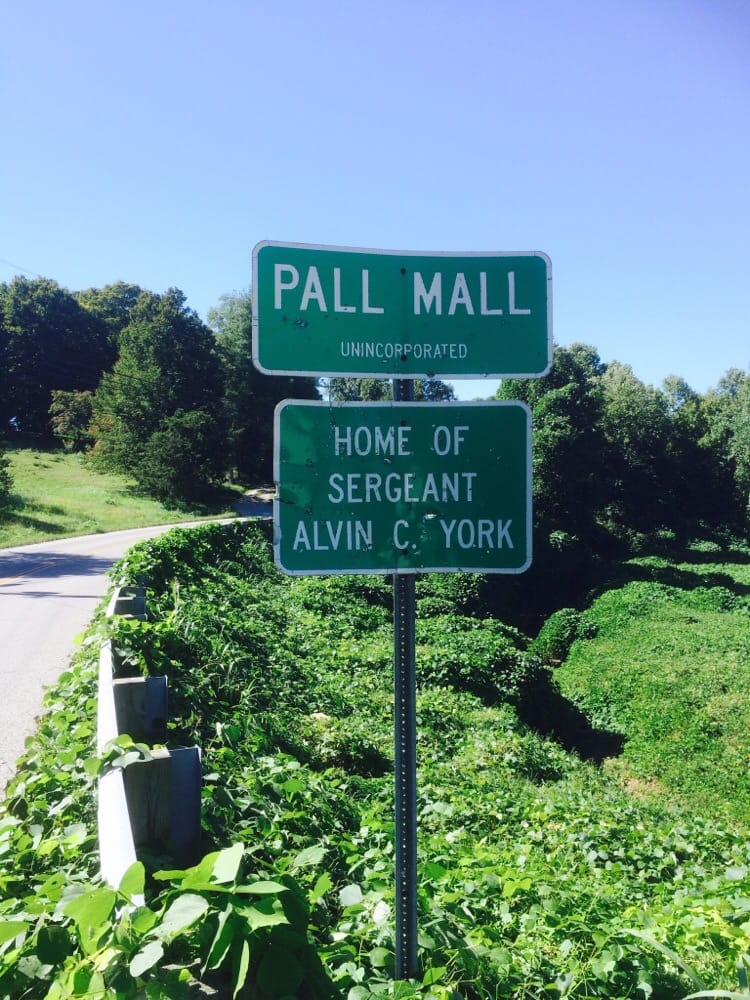 PALL MALL
UNINCORPORATED
HOME OF
SERGEANT
ALVIN C. YORK